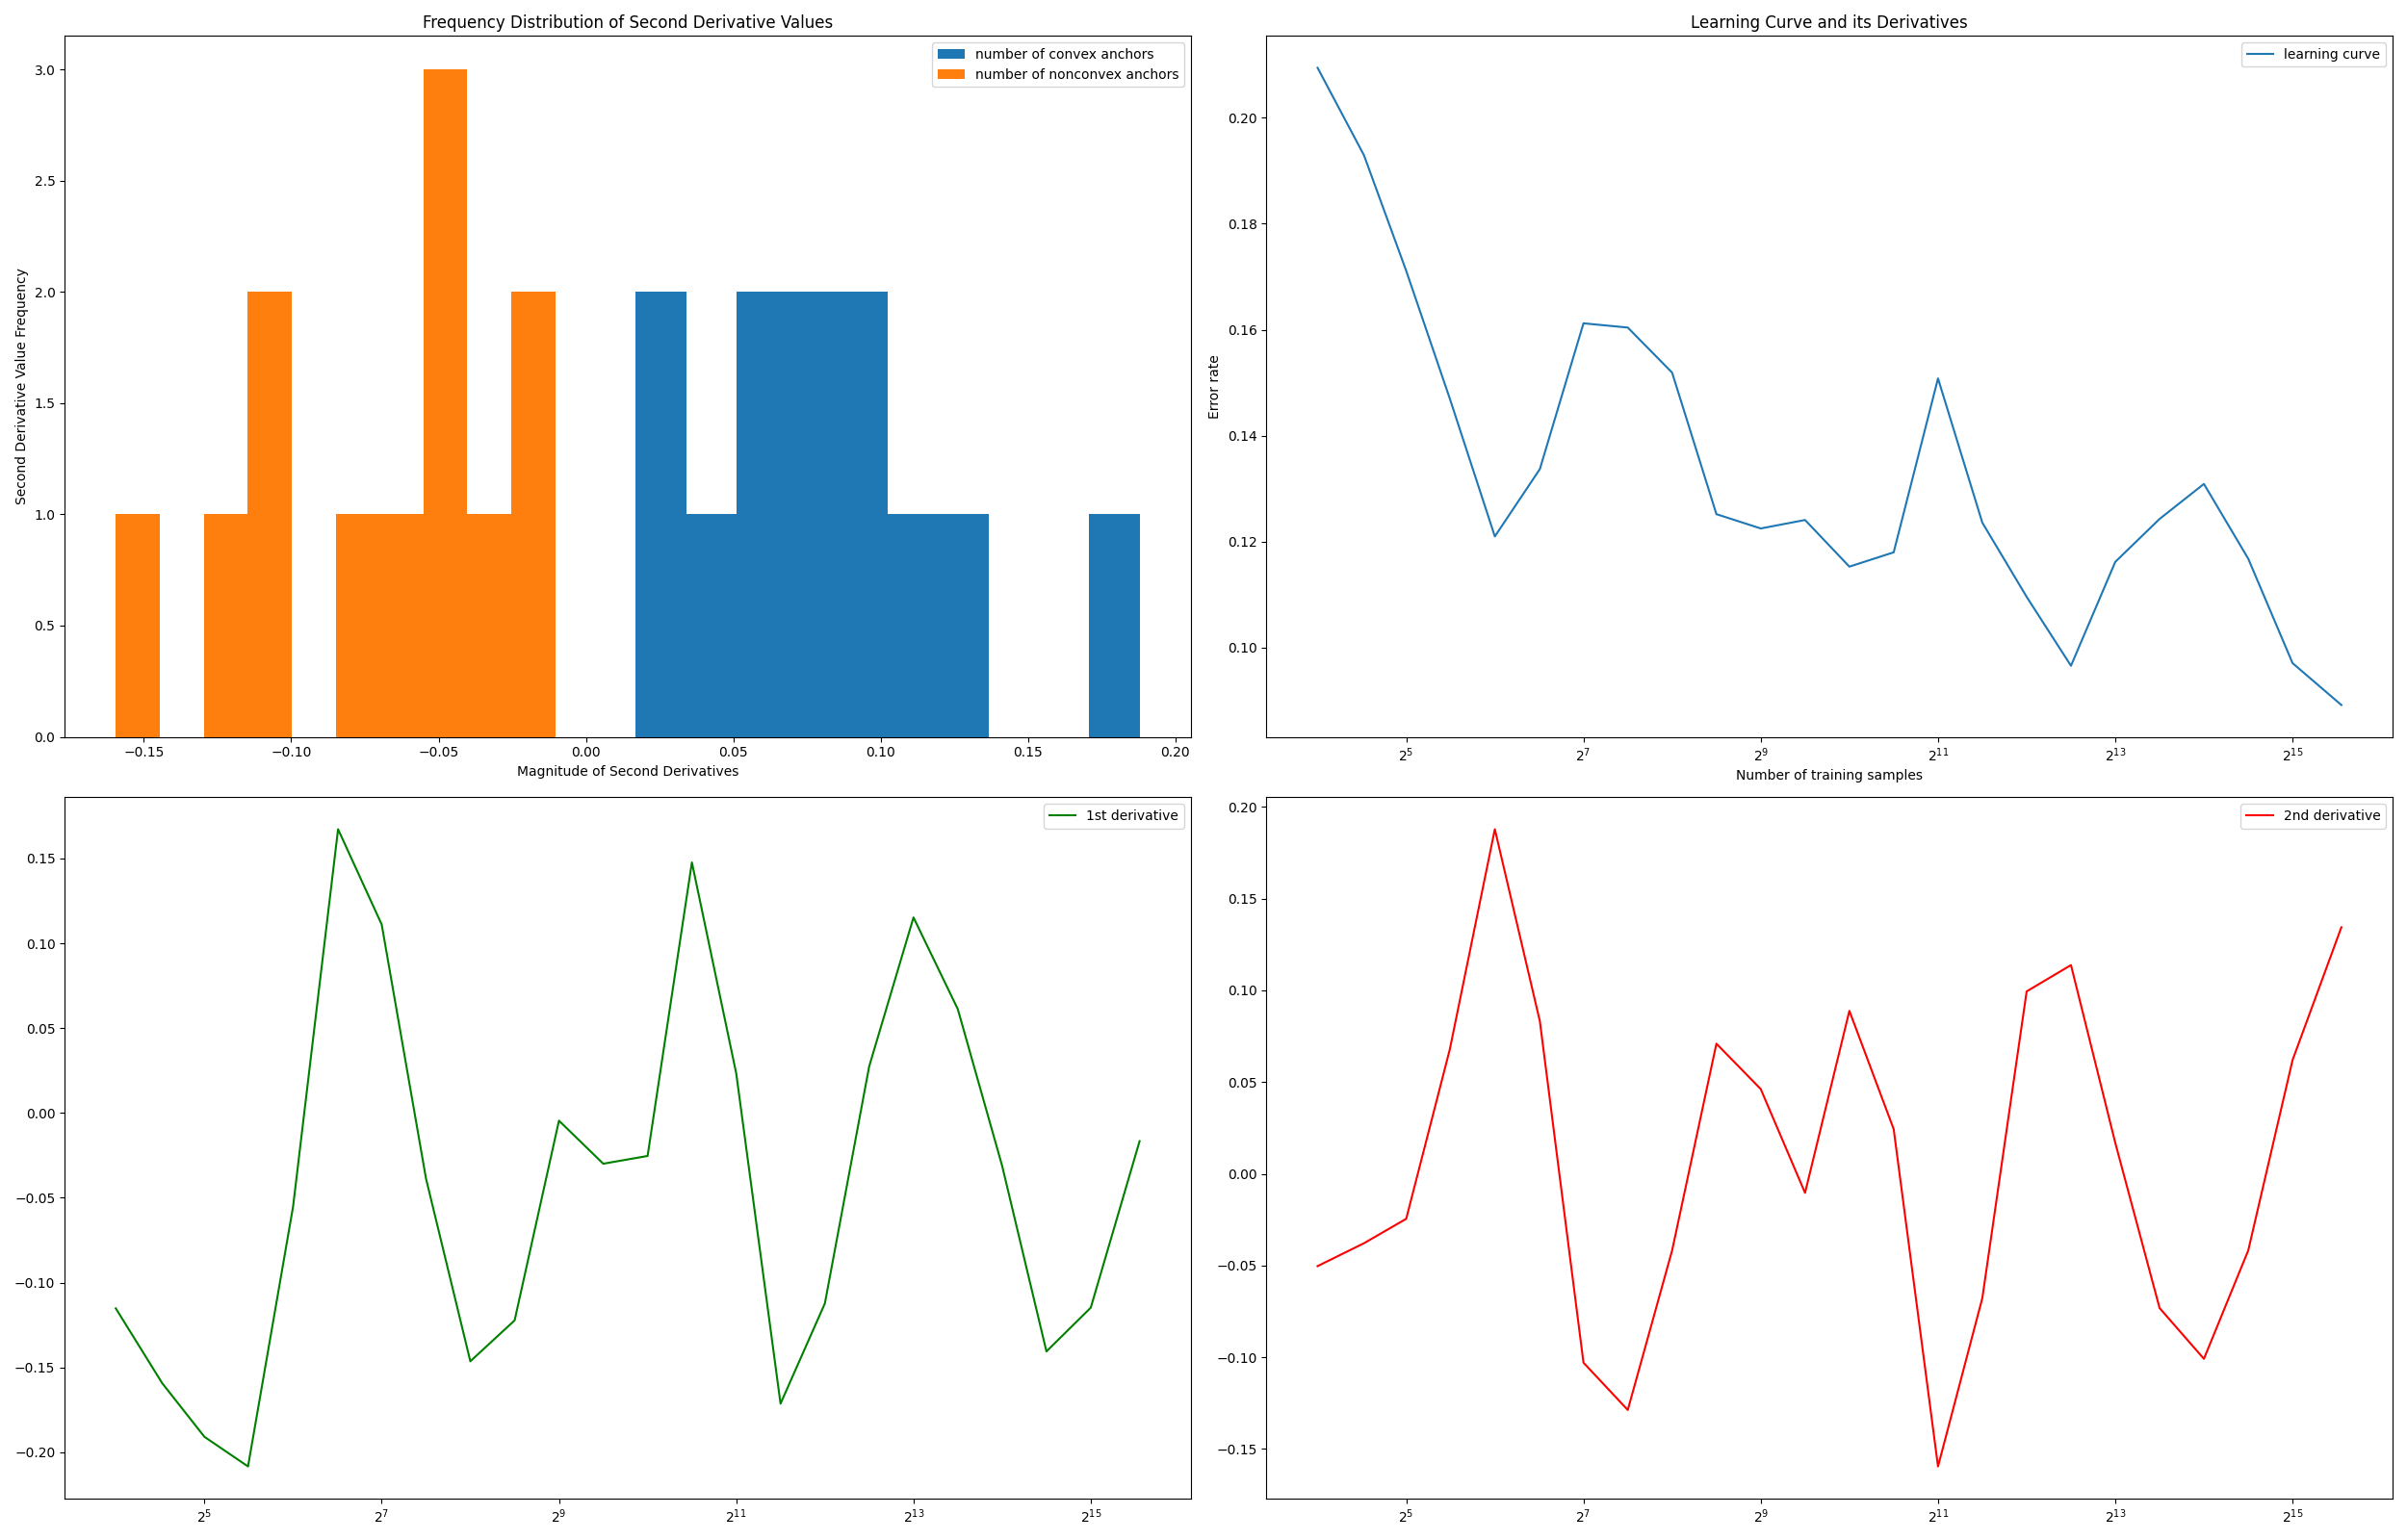 Frequency Distribution of Second Derivative Values
number of convex anchors
number of nonconvex anchors
Second Derivative Value Frequency
3.0
2.5
2.0
1.5
1.0
0.5
0.0
−0.15 −0.10 −0.05 0.00 0.05 0.10 0.15 0.20
Magnitude of Second Derivatives
Learning Curve and its Derivatives
learning curve
Error rate
0.20
0.18
0.16
0.14
0.12
0.10
2^5 2^7 2^9 2^11 2^13 2^15
Number of training samples
1st derivative
0.15
0.10
0.05
0.00
−0.05
−0.10
−0.15
−0.20
2^5 2^7 2^9 2^11 2^13 2^15
2nd derivative
0.20
0.15
0.10
0.05
0.00
−0.05
−0.10
−0.15
2^5 2^7 2^9 2^11 2^13 2^15